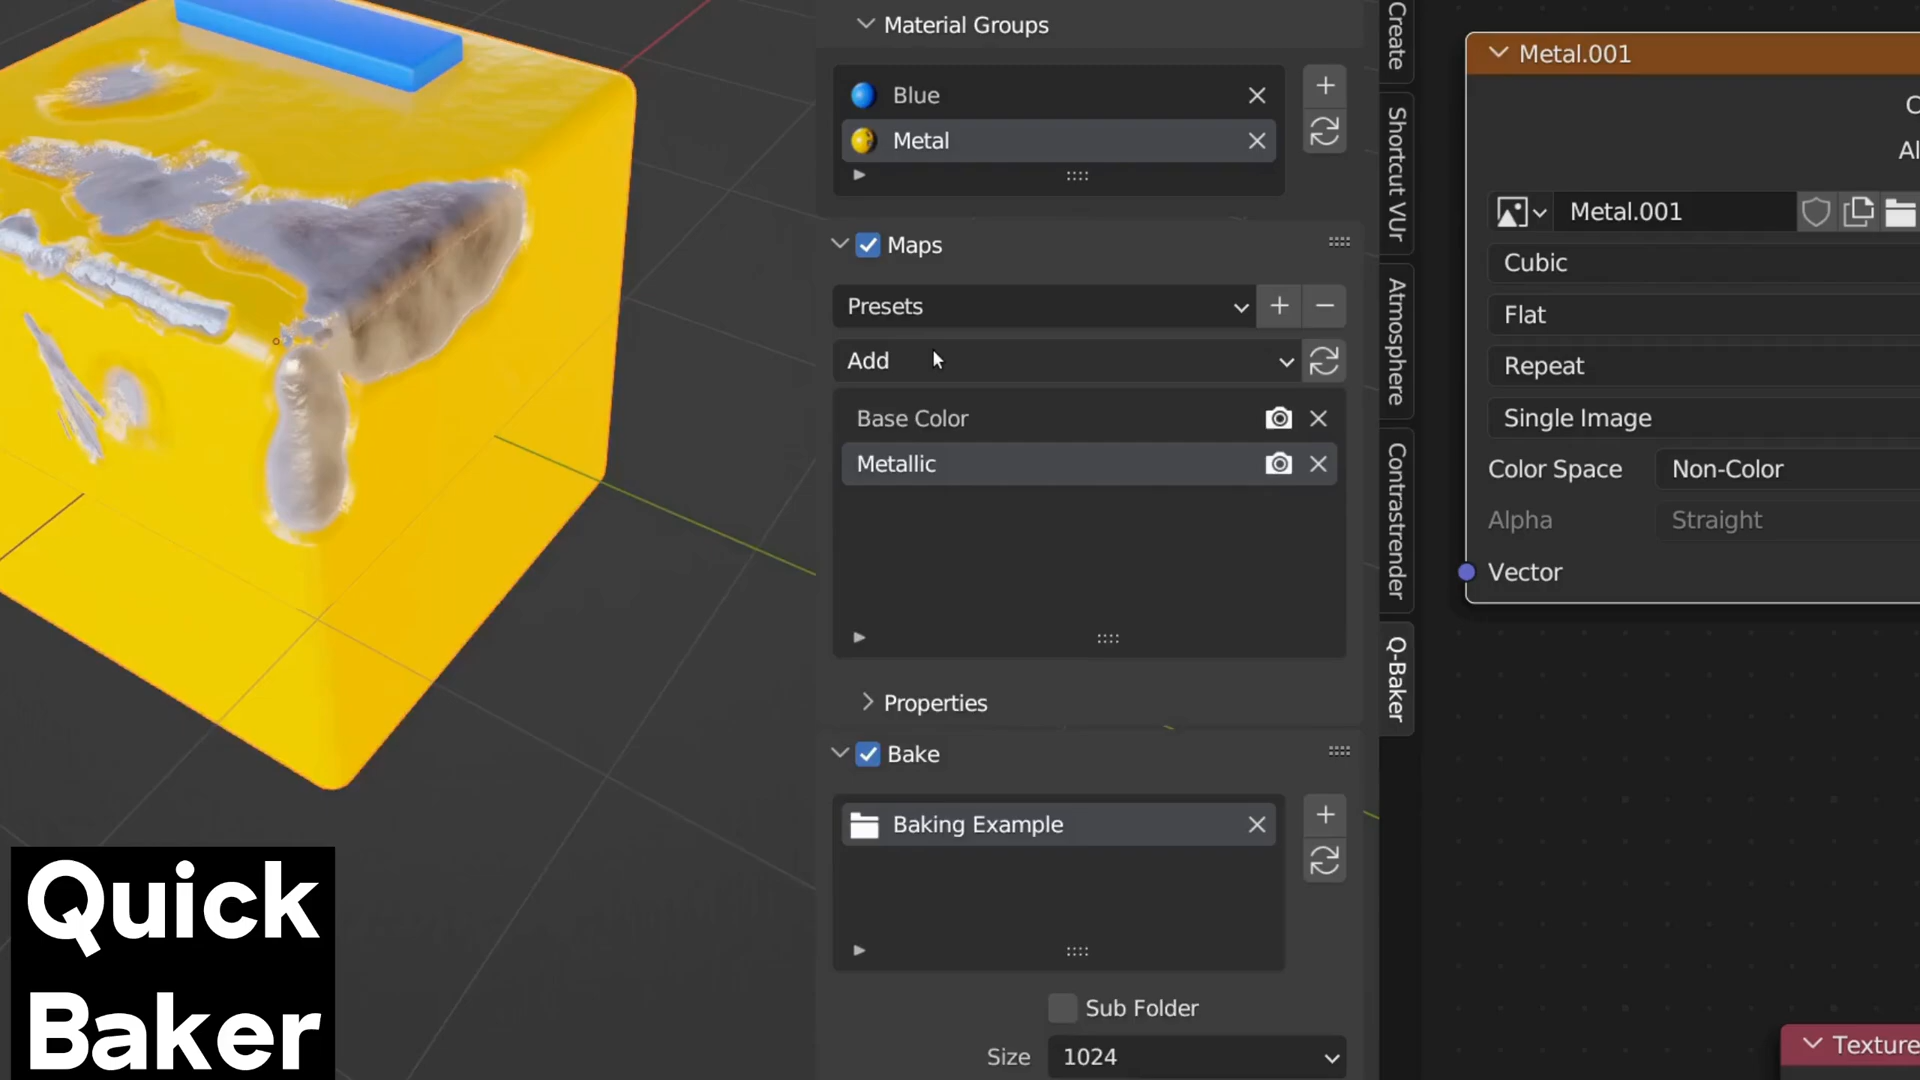 Material Groups
Blue
Metal
Maps
Presets
Add
Base Color
Metallic
Properties
Bake
Baking Example
Sub Folder
Size 1024
Create
Shortcut VUr
Atmosphere
Contrastrender
Q-Baker
Metal.001
C
Al
Metal.001
Cubic
Flat
Repeat
Single Image
Color Space Non-Color
Alpha Straight
Vector
Texture
Quick
Baker